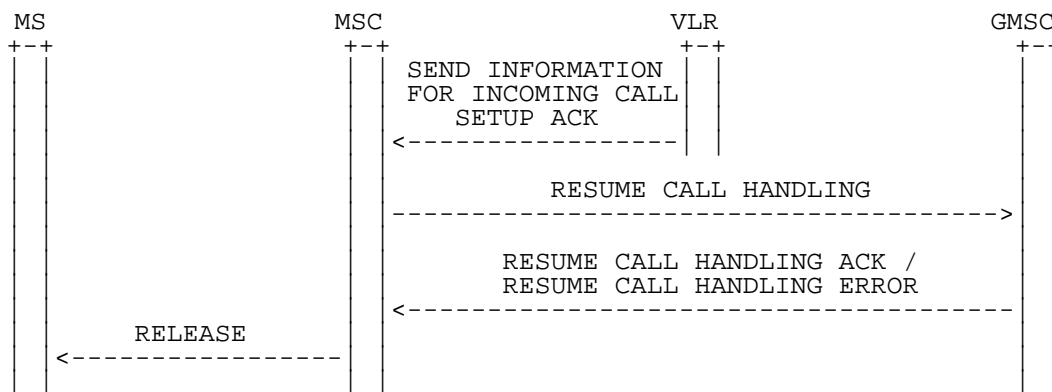 MS MSC VLR GMSC
SEND INFORMATION
FOR INCOMING CALL
SETUP ACK
RESUME CALL HANDLING
RESUME CALL HANDLING ACK /
RESUME CALL HANDLING ERROR
RELEASE